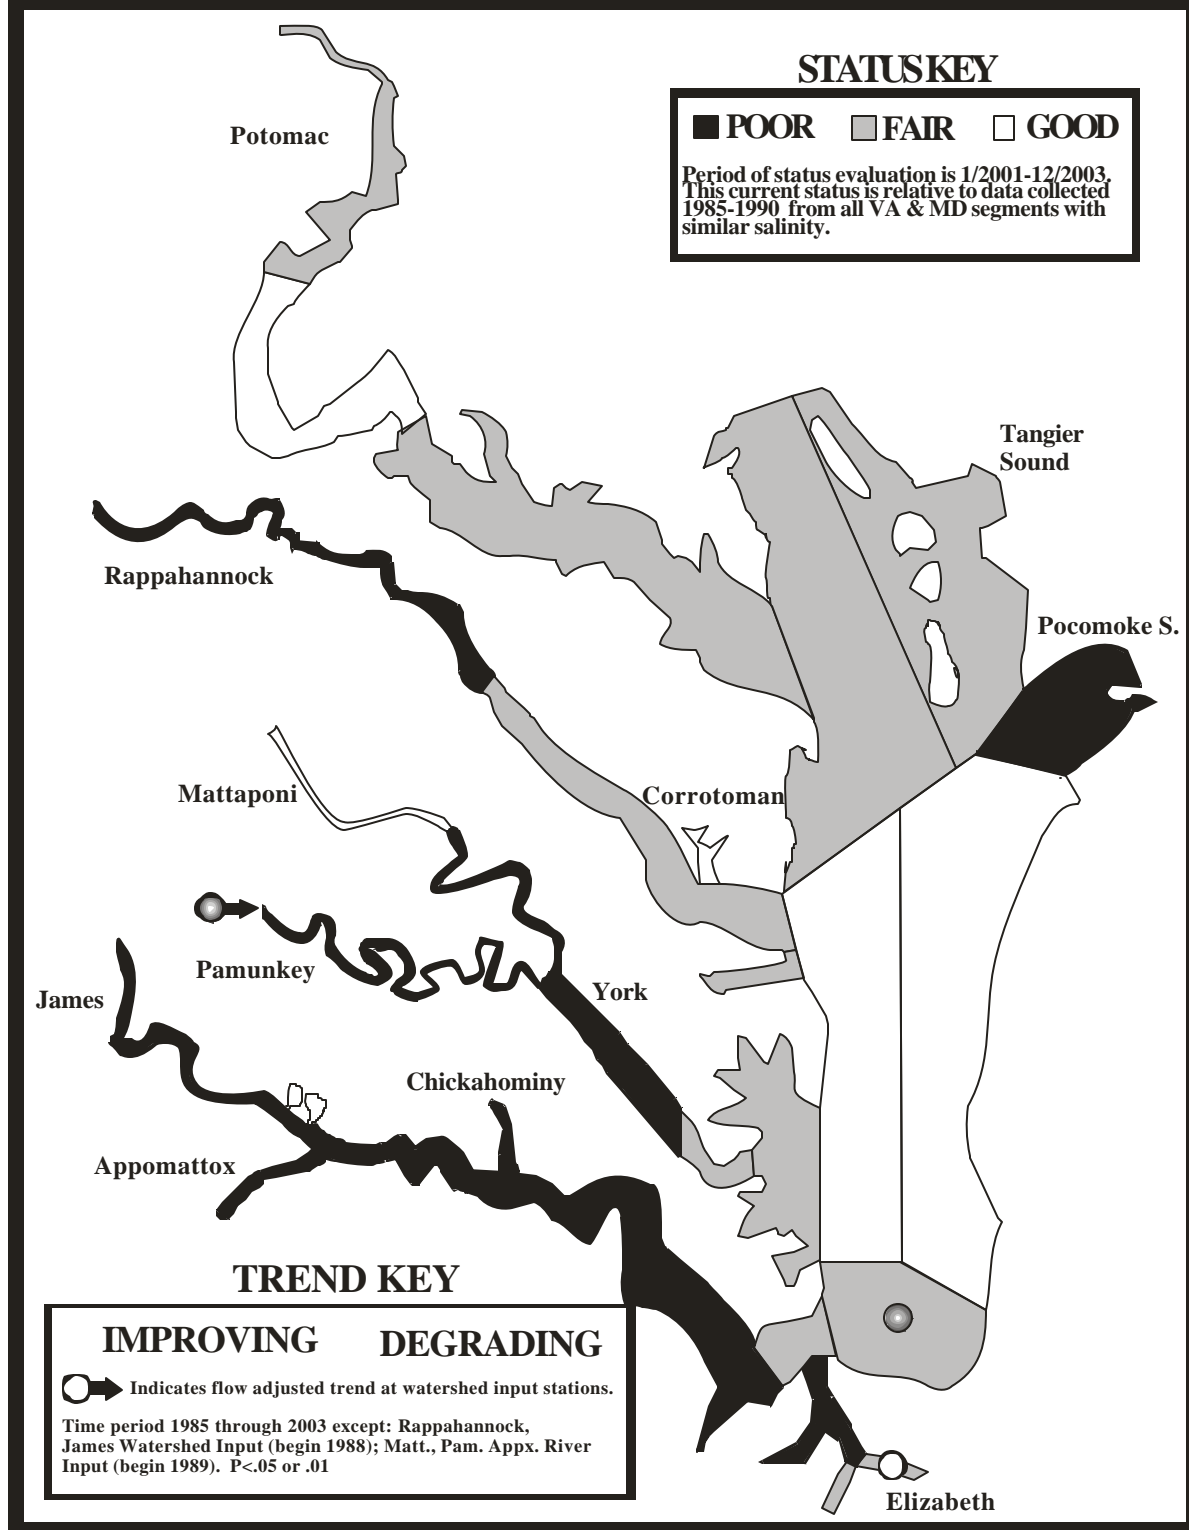 STATUS KEY
POOR FAIR GOOD
Period of status evaluation is 1/2001-12/2003.
This current status is relative to data collected
1985-1990 from all VA & MD segments with
similar salinity.
Potomac
Tangier
Sound
Rappahannock
Pocomoke S.
Mattaponi
Corrotoman
Pamunkey
York
James
Chickahominy
Appomattox
TREND KEY
IMPROVING DEGRADING
Indicates flow adjusted trend at watershed input stations.
Time period 1985 through 2003 except: Rappahannock,
James Watershed Input (begin 1988); Matt., Pam. Appx. River
Input (begin 1989). P<.05 or .01
Elizabeth